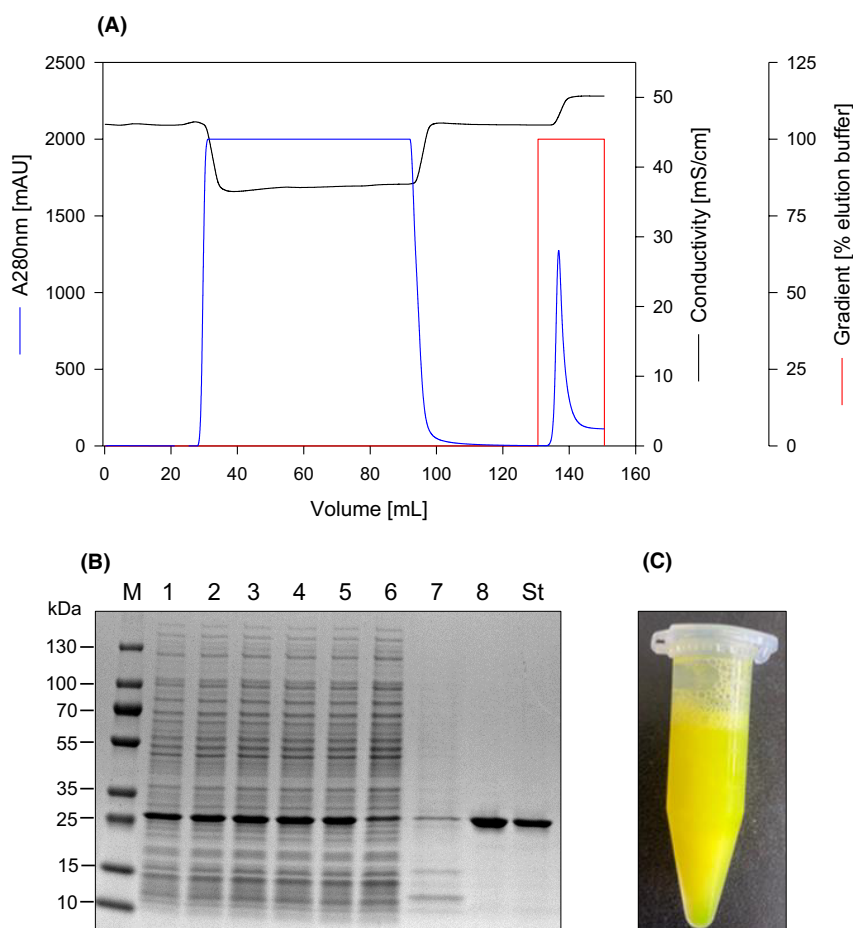 (A)
2500
2000
1500
1000
500
0
A280nm [mAU]
0 20 40 60 80 100 120 140 160
Volume [mL]
50
40
30
20
10
0
Conductivity [mS/cm]
125
100
75
50
25
0
Gradient [% elution buffer]
(B)
M 1 2 3 4 5 6 7 8 St
kDa
130
100
70
55
35
25
15
10
(C)